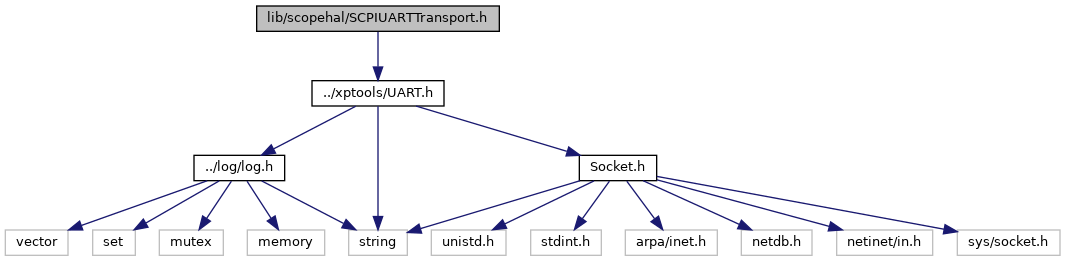 lib/scopehal/SCPIUARTTransport.h
../xptools/UART.h
../log/log.h
Socket.h
vector
set
mutex
memory
string
unistd.h
stdint.h
arpa/inet.h
netdb.h
netinet/in.h
sys/socket.h